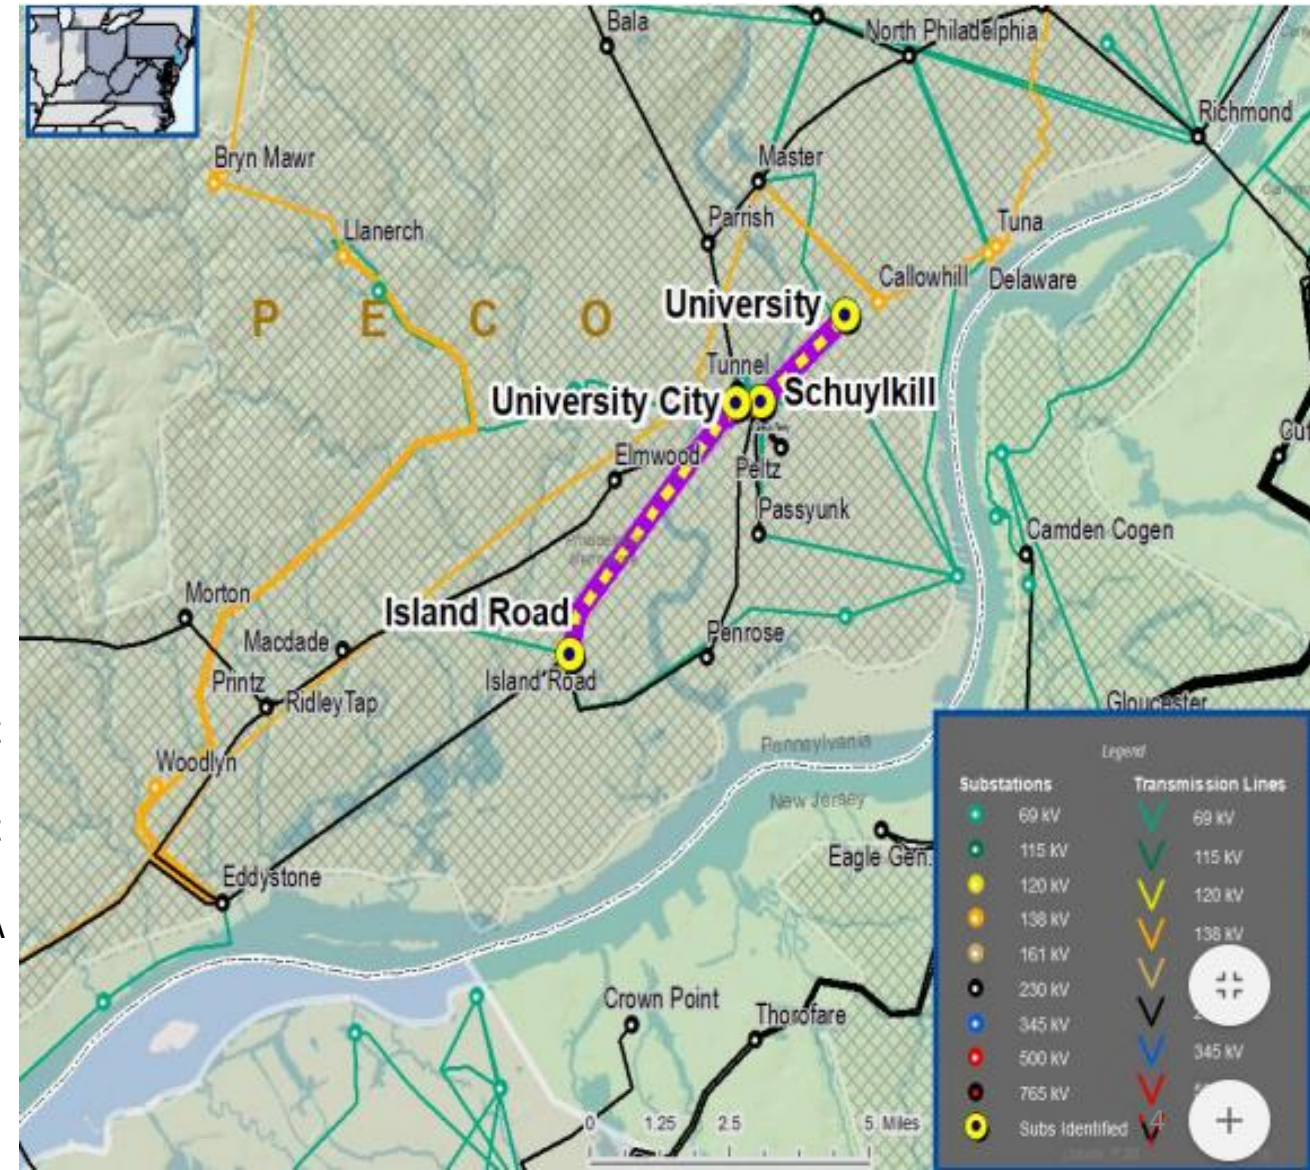 Bala
North Philadelphia
Richmond
Bryn Mawr
Master
Llanerch
Parrish
Tuna
Callowhill
Delaware
University
P E C O
Tunnel
University City
Schuylkill
Elmwood
Peltz
Passyunk
Camden Cogen
Morton
Island Road
Macdade
Penrose
Printz
Island Road
RidleyTap
Gloucester
Woodlyn
Pennsylvania
New Jersey
Eagle Gen.
Eddystone
Crown Point
Thorofare
0 1.25 2.5 5 Miles
Legend
Substations Transmission Lines
69 kV 69 kV
115 kV 115 kV
120 kV 120 kV
138 kV 138 kV
161 kV
230 kV
345 kV 345 kV
500 kV
765 kV
Subs Identified 4